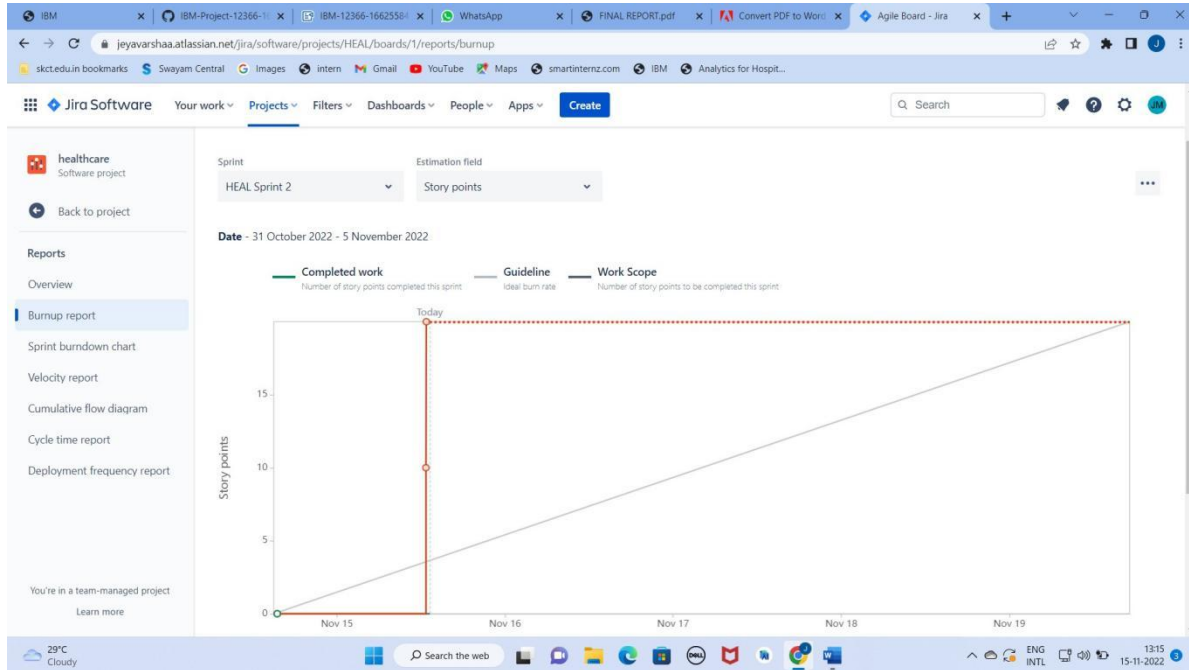 IBM
IBM-Project-12366-1
IBM-12366-16625584
WhatsApp
FINAL REPORT.pdf
Convert PDF to Word
Agile Board - Jira
jeyavarshaa.atlassian.net/jira/software/projects/HEAL/boards/1/reports/burnup
J
skct.edu.in bookmarks
Swayam Central
Images
intern
Gmail
YouTube
Maps
smartinternz.com
IBM
Analytics for Hospit...
Jira Software
Your work
Projects
Filters
Dashboards
People
Apps
Create
Search
JM
healthcare
Software project
Back to project
Reports
Overview
Burnup report
Sprint burndown chart
Velocity report
Cumulative flow diagram
Cycle time report
Deployment frequency report
You're in a team-managed project
Learn more
Sprint
HEAL Sprint 2
Estimation field
Story points
Date - 31 October 2022 - 5 November 2022
Completed work
Number of story points completed this sprint
Guideline
Ideal burn rate
Work Scope
Number of story points to be completed this sprint
Today
Story points
15
10
5
0
Nov 15
Nov 16
Nov 17
Nov 18
Nov 19
29°C
Cloudy
Search the web
DELL
ENG
INTL
13:15
15-11-2022
3